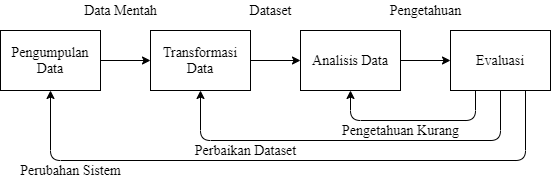 Data Mentah
Dataset
Pengetahuan
Pengumpulan
Data
Transformasi
Data
Analisis Data
Evaluasi
Pengetahuan Kurang
Perbaikan Dataset
Perubahan Sistem